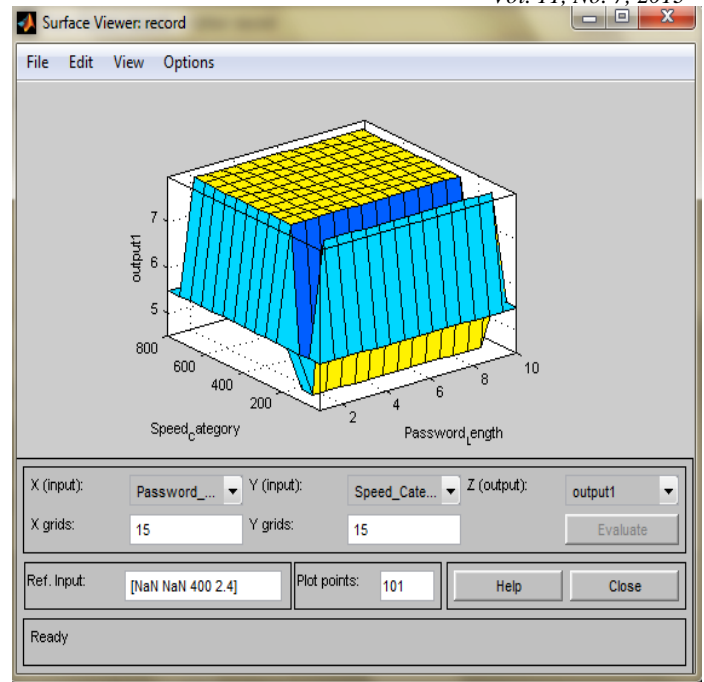 Vol. 11, No. 7, 2013
Surface Viewer: record
File Edit View Options
7
6
5
output1
800
600
400
200
Speed_category
2
4
6
8
10
Password_length
X (input): Password_... Y (input): Speed_Cate... Z (output): output1
X grids: 15 Y grids: 15 Evaluate
Ref. Input: [NaN NaN 400 2.4] Plot points: 101 Help Close
Ready